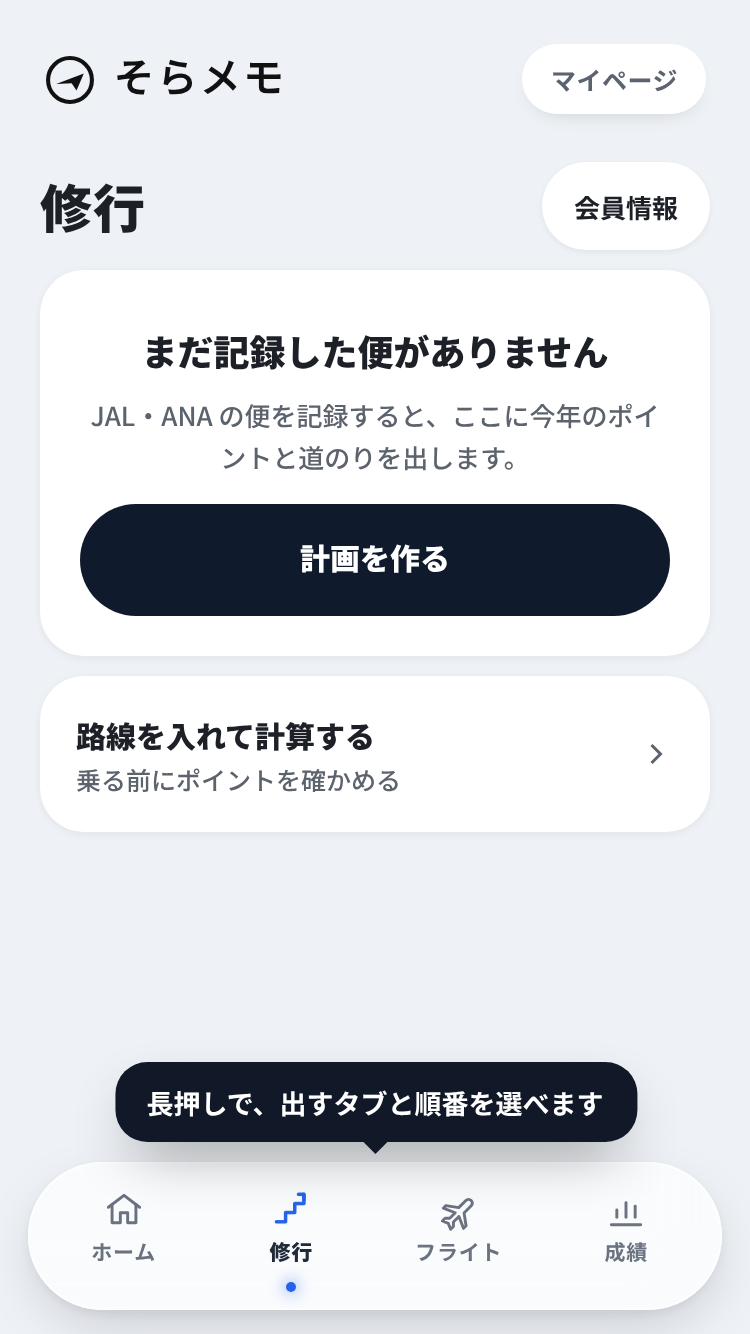 そらメモ
マイページ
修行
会員情報
まだ記録した便がありません
JAL・ANA の便を記録すると、ここに今年のポイ
ントと道のりを出します。
計画を作る
路線を入れて計算する
乗る前にポイントを確かめる
長押しで、出すタブと順番を選べます
ホーム
修行
フライト
成績